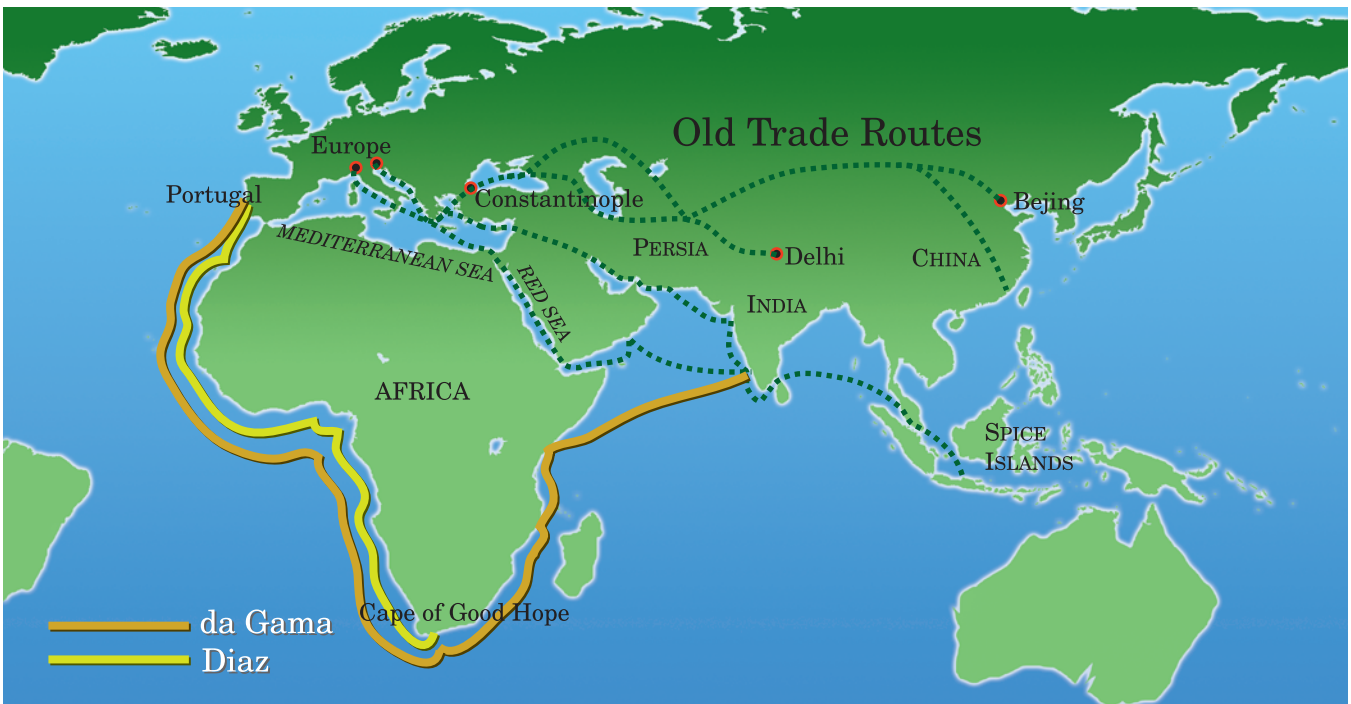 Old Trade Routes
Europe
Portugal
Constantinople
Bejing
MEDITERRANEAN SEA
PERSIA
Delhi
CHINA
RED SEA
INDIA
AFRICA
SPICE
ISLANDS
Cape of Good Hope
da Gama
Diaz